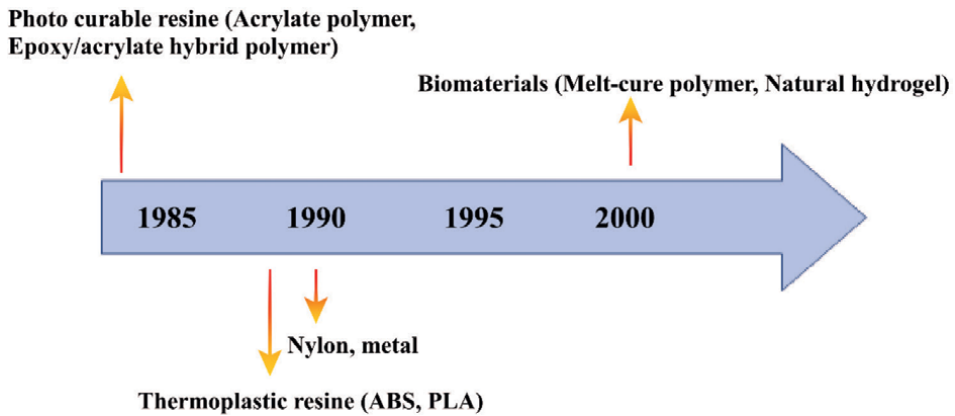 Photo curable resine (Acrylate polymer,
Epoxy/acrylate hybrid polymer)
Biomaterials (Melt-cure polymer, Natural hydrogel)
1985 1990 1995 2000
Nylon, metal
Thermoplastic resine (ABS, PLA)